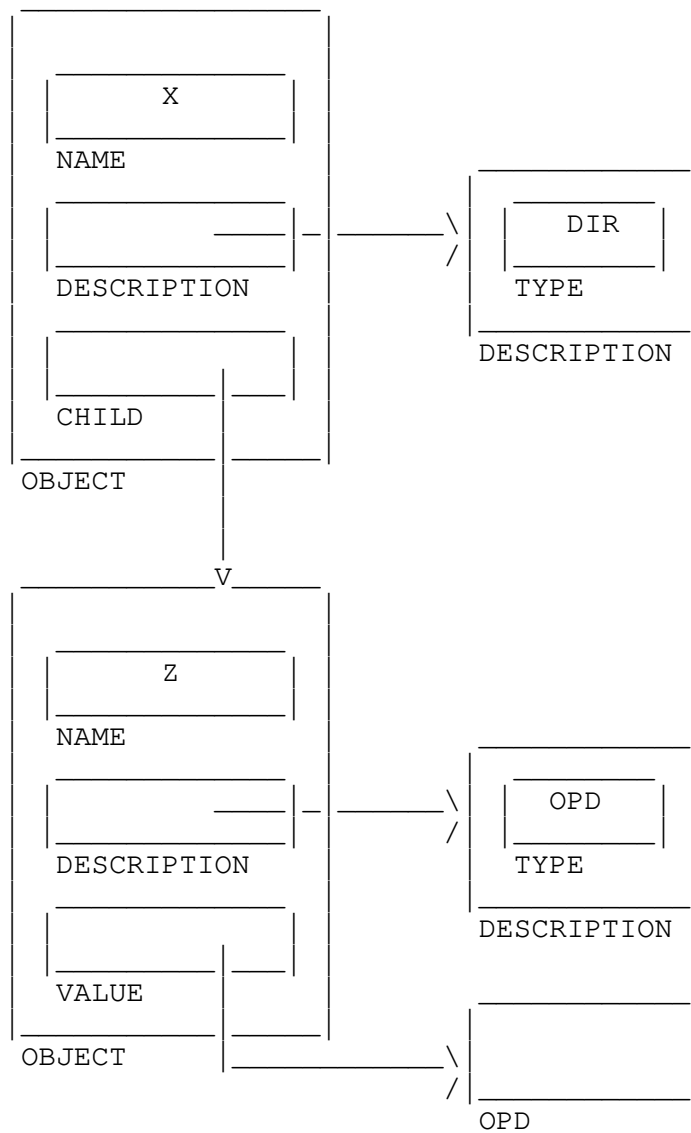 X
NAME
DIR
DESCRIPTION
TYPE
DESCRIPTION
CHILD
OBJECT
V
Z
NAME
OPD
DESCRIPTION
TYPE
DESCRIPTION
VALUE
OBJECT
OPD